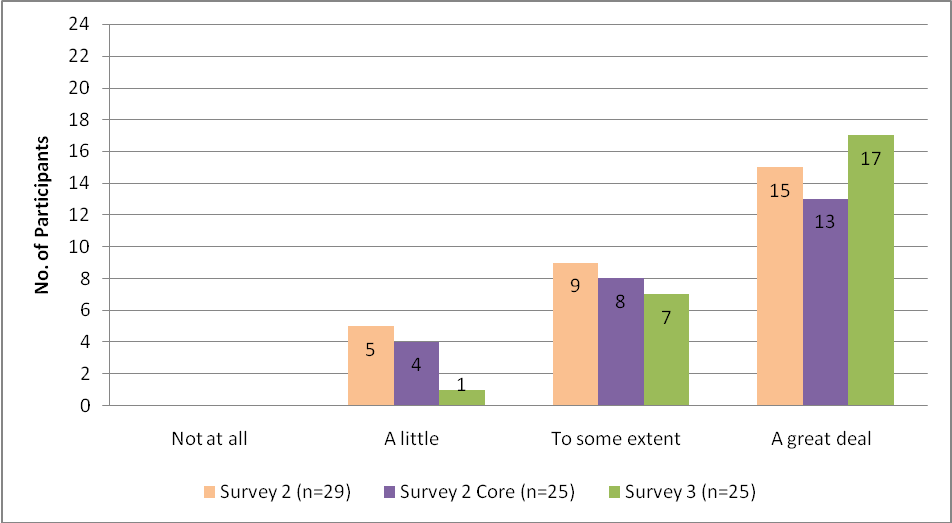 24
22
20
18
16
14
12
10
8
6
4
2
0
No. of Participants
5
4
1
9
8
7
15
13
17
Not at all
A little
To some extent
A great deal
Survey 2 (n=29)
Survey 2 Core (n=25)
Survey 3 (n=25)